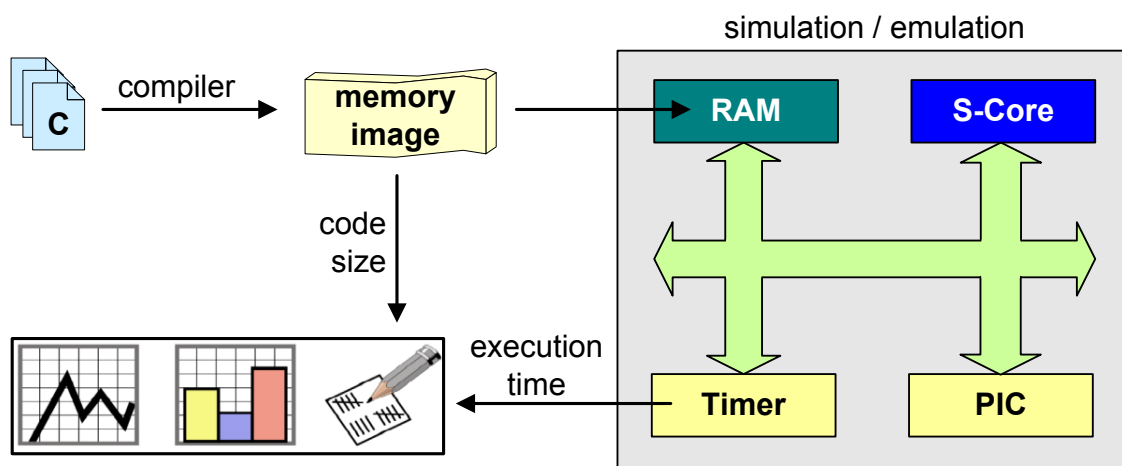 simulation / emulation
C
compiler
memory
image
RAM
S-Core
code
size
execution
time
Timer
PIC